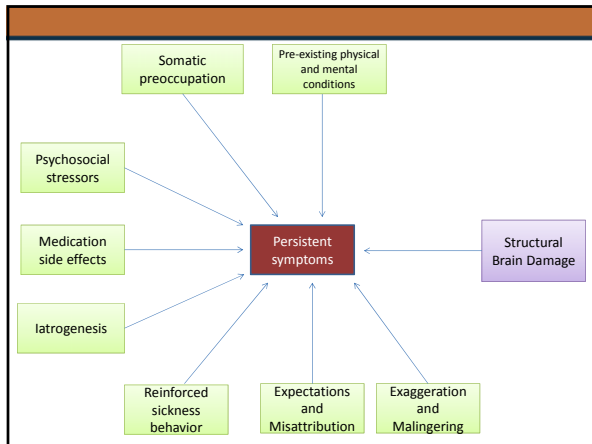 Somatic
preoccupation
Pre-existing physical
and mental
conditions
Psychosocial
stressors
Medication
side effects
Persistent
symptoms
Structural
Brain Damage
Iatrogenesis
Reinforced
sickness
behavior
Expectations
and
Misattribution
Exaggeration
and
Malingering